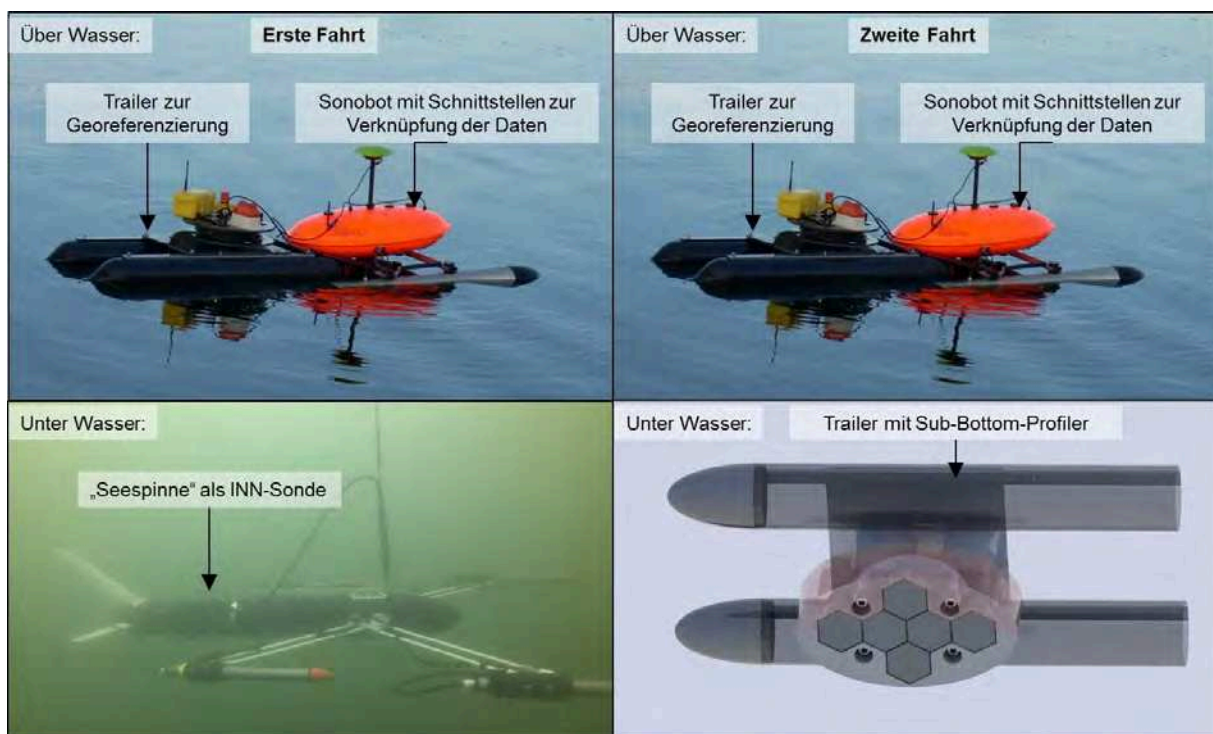 Über Wasser:
Erste Fahrt
Trailer zur
Georeferenzierung
Sonobot mit Schnittstellen zur
Verknüpfung der Daten
Über Wasser:
Zweite Fahrt
Trailer zur
Georeferenzierung
Sonobot mit Schnittstellen zur
Verknüpfung der Daten
Unter Wasser:
„Seespinne“ als INN-Sonde
Unter Wasser:
Trailer mit Sub-Bottom-Profiler